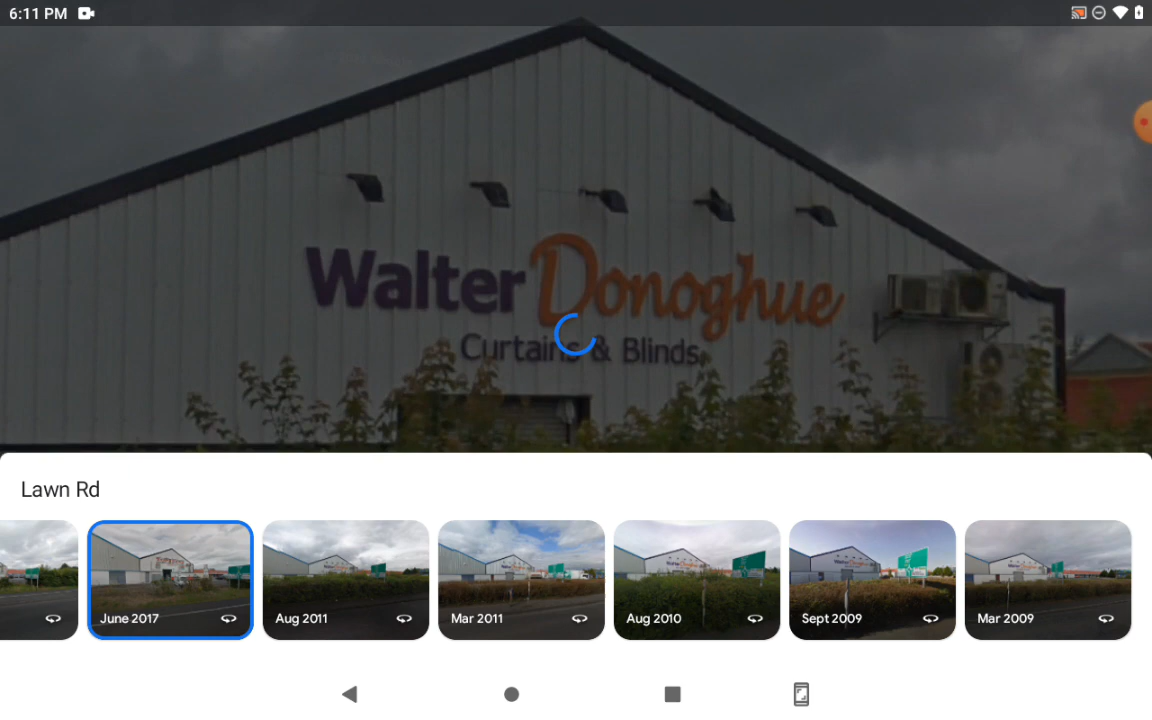 6:11 PM
Walter Donoghue
Curtains & Blinds
Lawn Rd
June 2017
Aug 2011
Mar 2011
Aug 2010
Sept 2009
Mar 2009